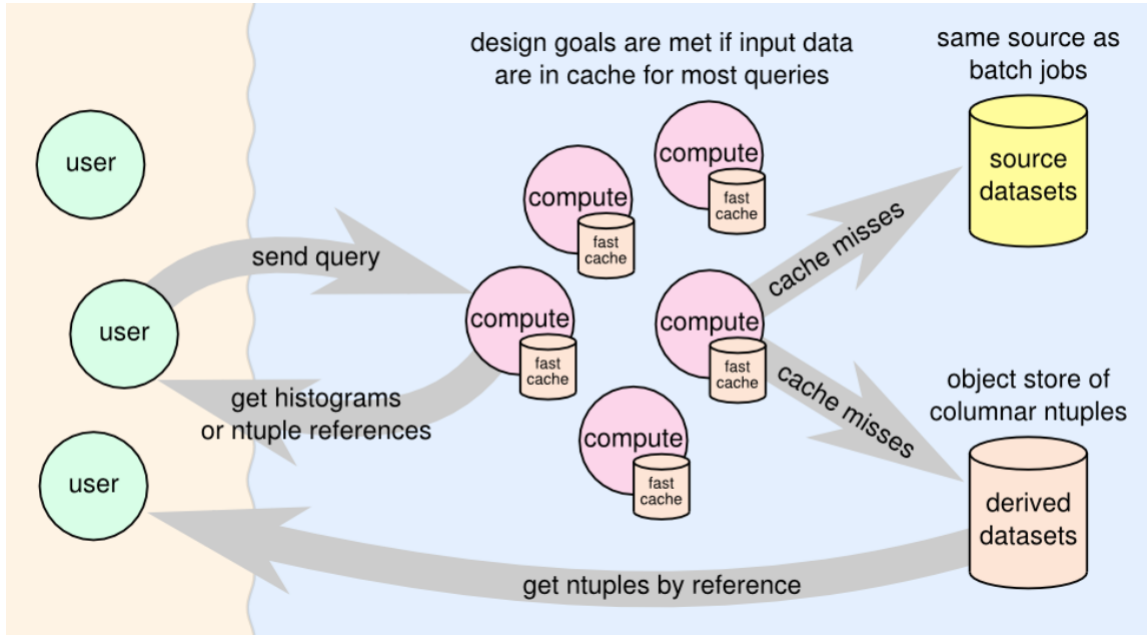 design goals are met if input data
are in cache for most queries
same source as
batch jobs
user
compute
fast
cache
compute
fast
cache
source
datasets
send query
cache misses
user
compute
fast
cache
compute
fast
cache
get histograms
or ntuple references
cache misses
object store of
columnar ntuples
compute
fast
cache
user
derived
datasets
get ntuples by reference